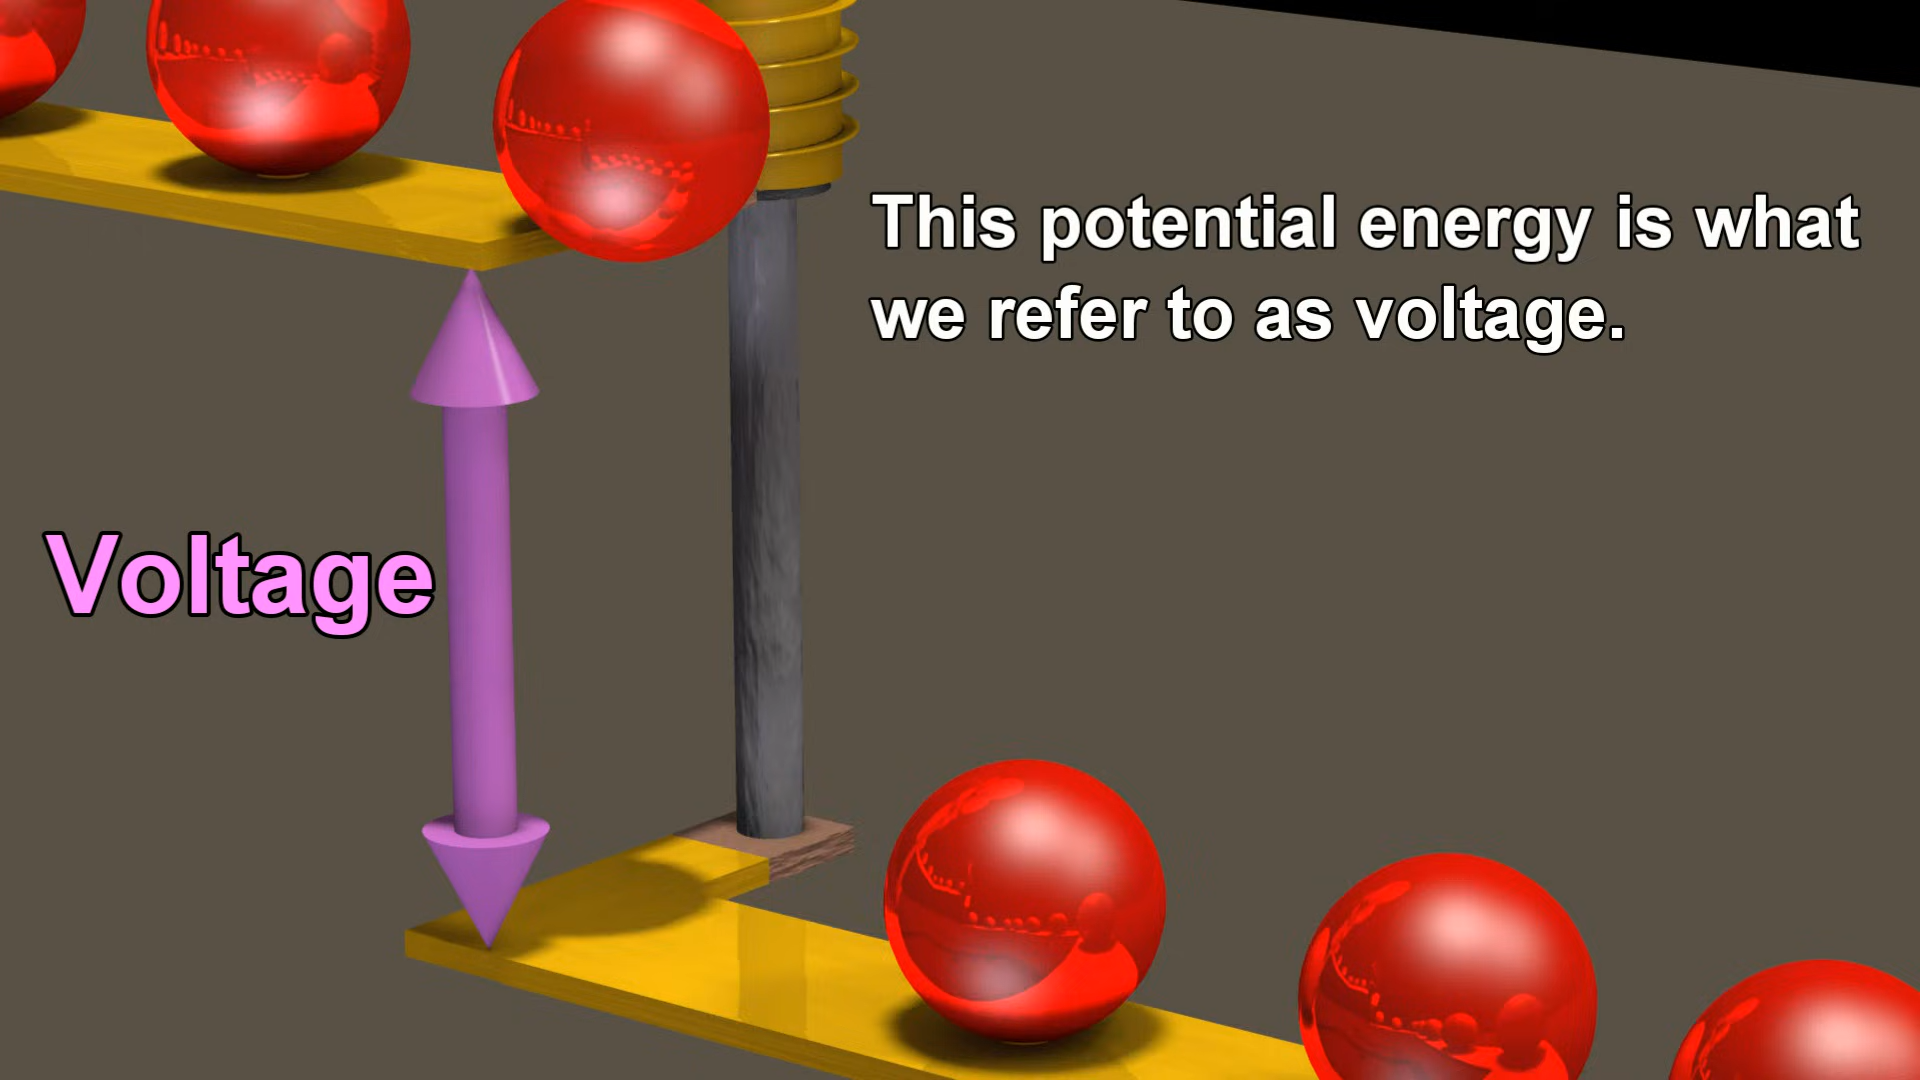 This potential energy is what
we refer to as voltage.
Voltage